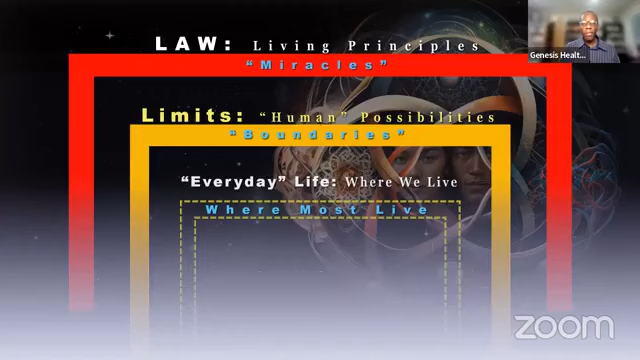 LAW: Living Principles
"Miracles"
Genesis Healt...
Limits: "Human" Possibilities
"Boundaries"
"Everyday" Life: Where We Live
Where Most Live
zoom